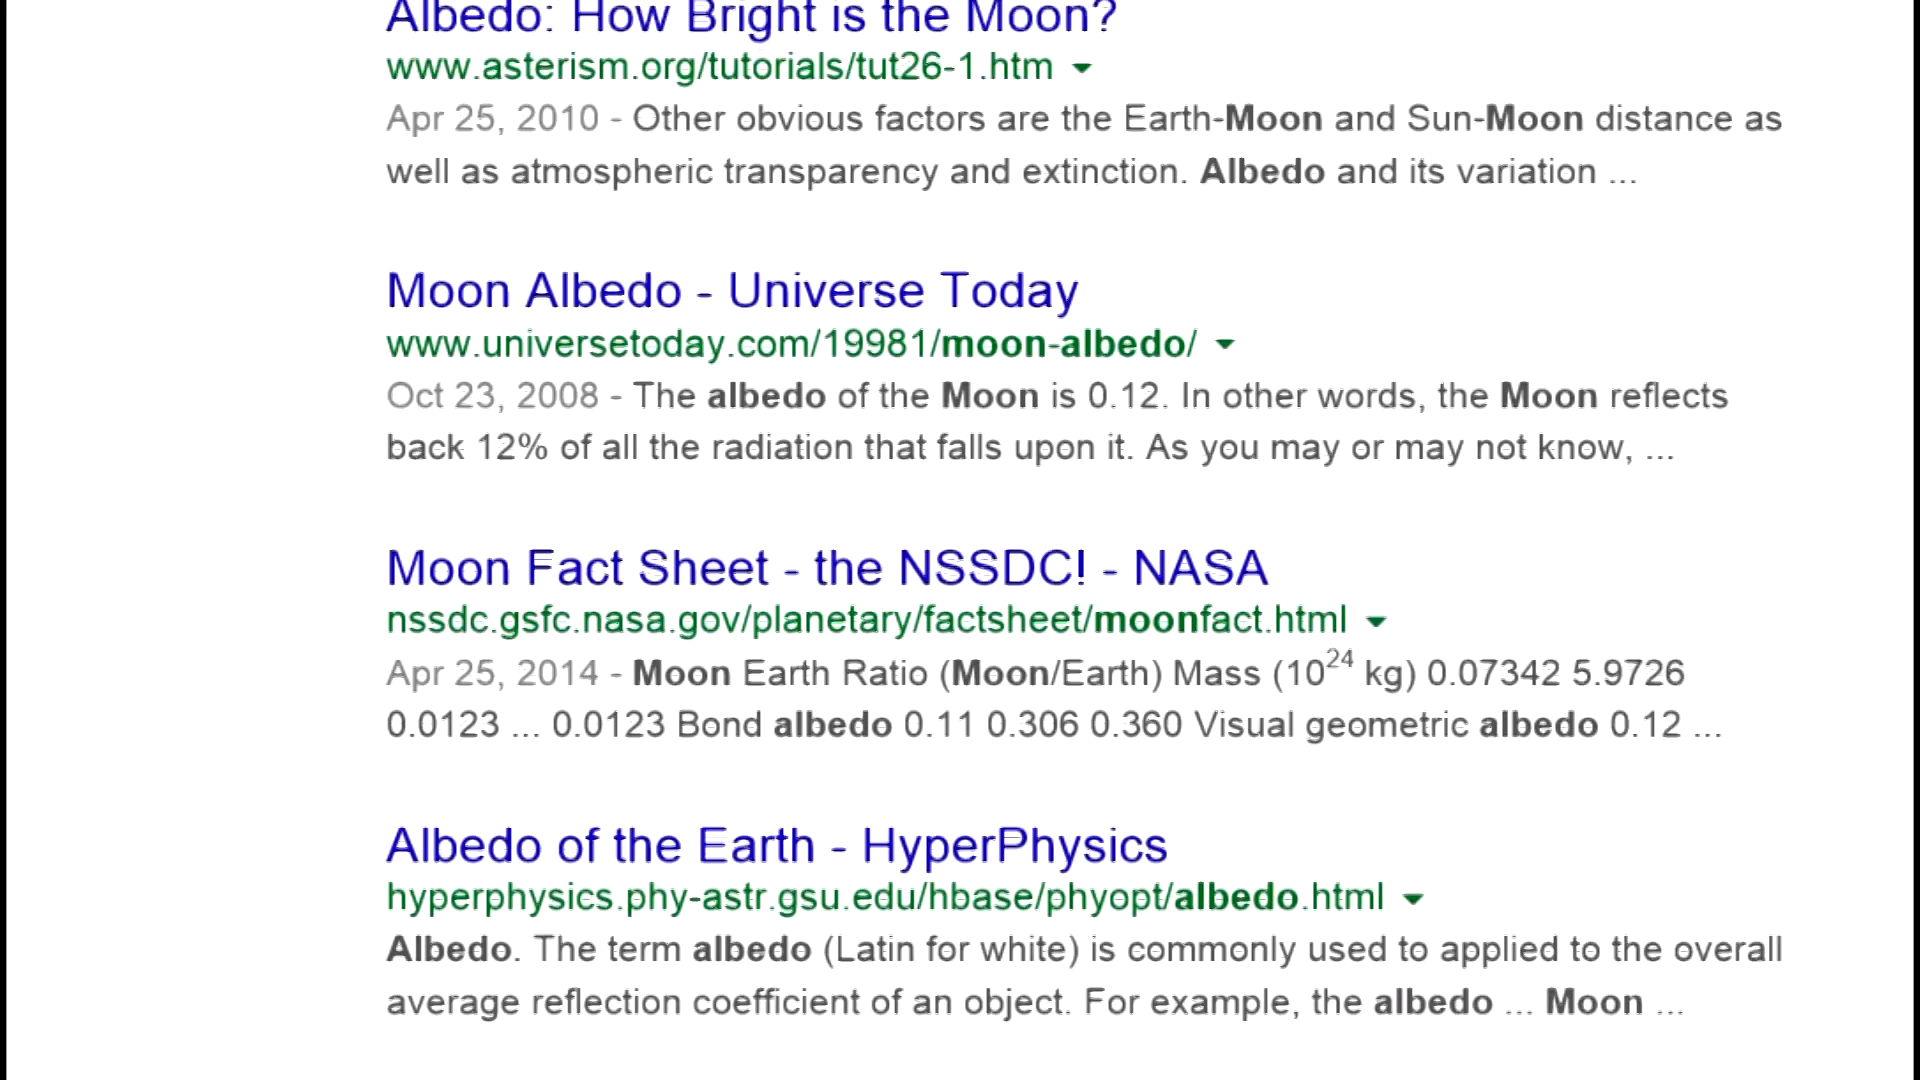 Albedo: How Bright is the Moon?
www.asterism.org/tutorials/tut26-1.htm
Apr 25, 2010 - Other obvious factors are the Earth-Moon and Sun-Moon distance as
well as atmospheric transparency and extinction. Albedo and its variation ...
Moon Albedo - Universe Today
www.universetoday.com/19981/moon-albedo/
Oct 23, 2008 - The albedo of the Moon is 0.12. In other words, the Moon reflects
back 12% of all the radiation that falls upon it. As you may or may not know, ...
Moon Fact Sheet - the NSSDC! - NASA
nssdc.gsfc.nasa.gov/planetary/factsheet/moonfact.html
Apr 25, 2014 - Moon Earth Ratio (Moon/Earth) Mass (10²⁴ kg) 0.07342 5.9726
0.0123 ... 0.0123 Bond albedo 0.11 0.306 0.360 Visual geometric albedo 0.12 ...
Albedo of the Earth - HyperPhysics
hyperphysics.phy-astr.gsu.edu/hbase/phyopt/albedo.html
Albedo. The term albedo (Latin for white) is commonly used to applied to the overall
average reflection coefficient of an object. For example, the albedo ... Moon ...